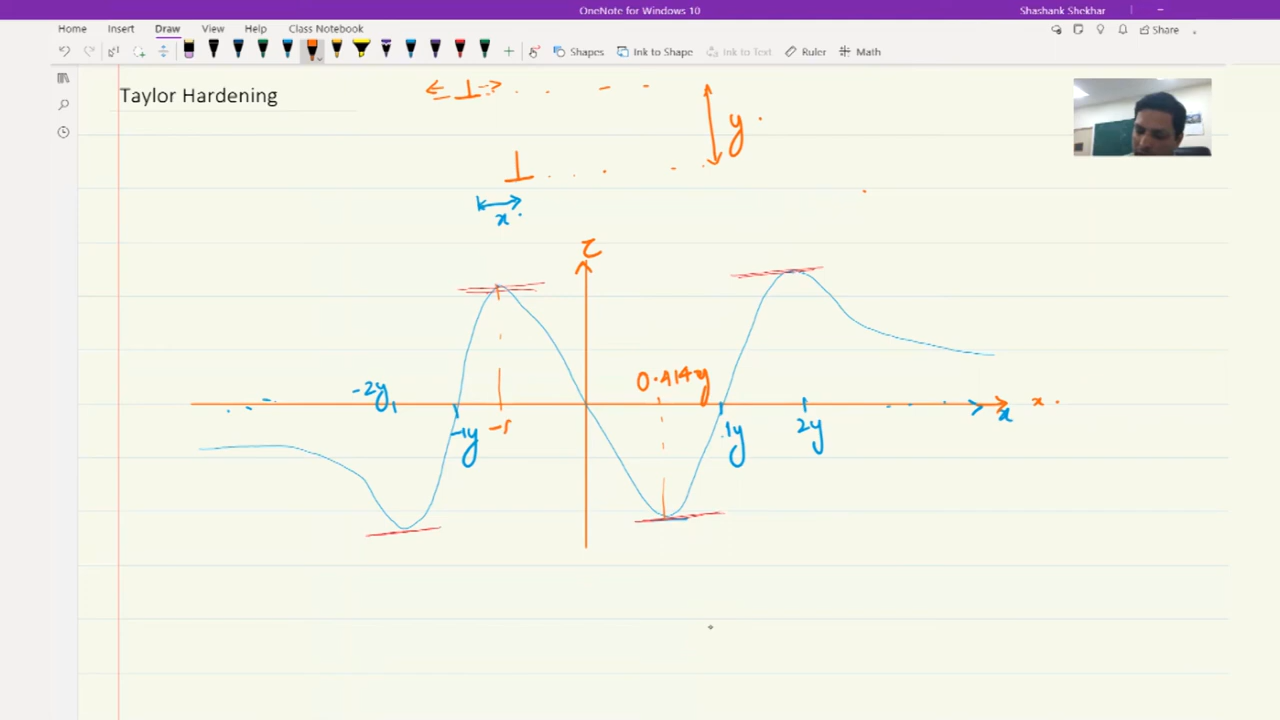 OneNote for Windows 10
Shashank Shekhar
Home Insert Draw View Help Class Notebook
Share
Shapes Ink to Shape Ink to Text Ruler Math
Taylor Hardening
y
x
τ
0.414y
-2y
x
-1y
-1
1y
2y
x